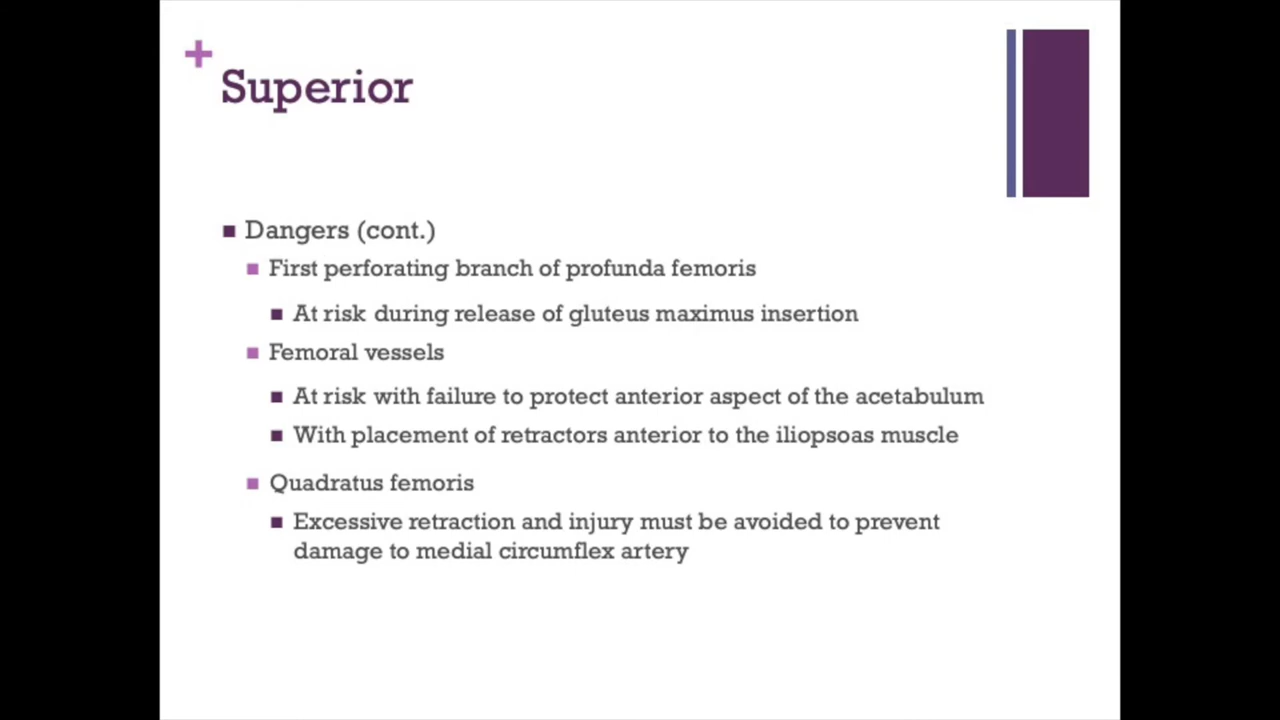 +
Superior
Dangers (cont.)
First perforating branch of profunda femoris
At risk during release of gluteus maximus insertion
Femoral vessels
At risk with failure to protect anterior aspect of the acetabulum
With placement of retractors anterior to the iliopsoas muscle
Quadratus femoris
Excessive retraction and injury must be avoided to prevent
damage to medial circumflex artery